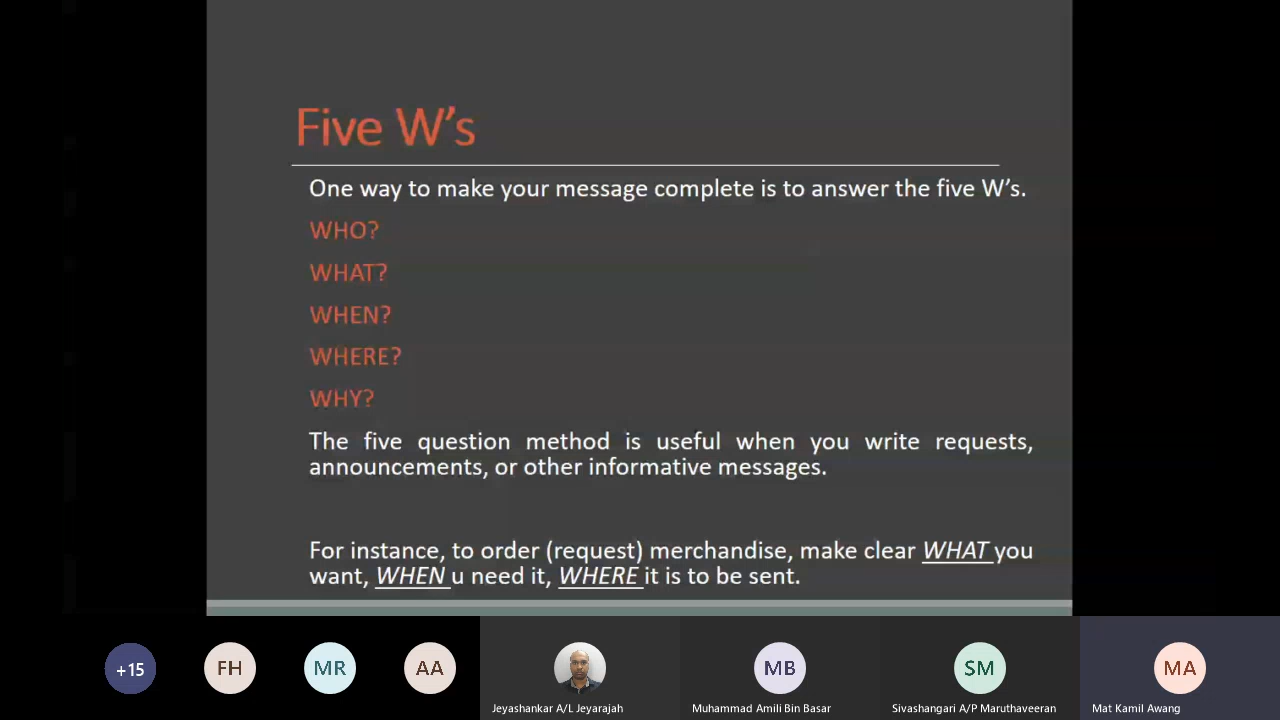 Five W's
One way to make your message complete is to answer the five W's.
WHO?
WHAT?
WHEN?
WHERE?
WHY?
The five question method is useful when you write requests,
announcements, or other informative messages.
For instance, to order (request) merchandise, make clear WHAT you
want, WHEN u need it, WHERE it is to be sent.
+15
FH
MR
AA
MB
SM
MA
Jeyashankar A/L Jeyarajah
Muhammad Amili Bin Basar
Sivashangari A/P Maruthaveeran
Mat Kamil Awang